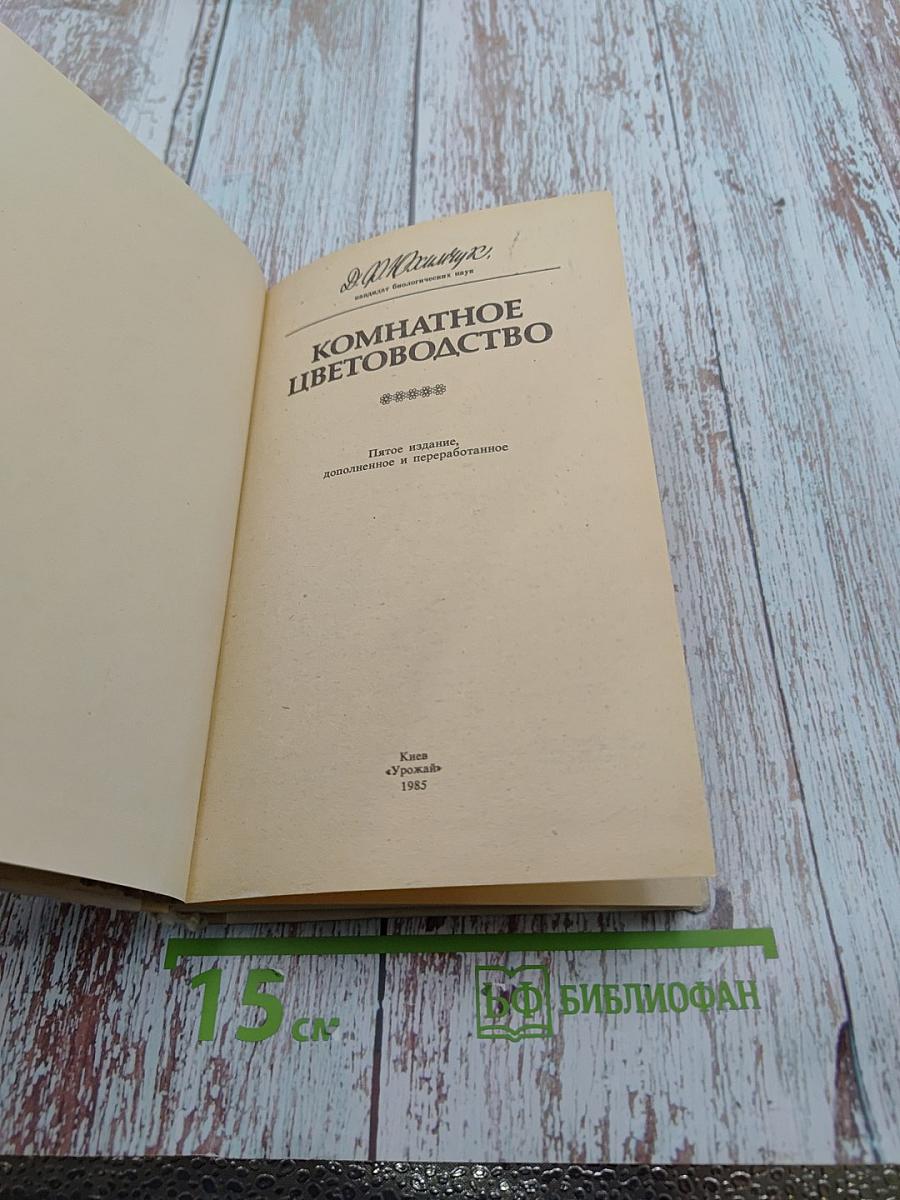 Д. Ф. Юхимчук,
кандидат биологических наук
КОМНАТНОЕ
ЦВЕТОВОДСТВО
Пятое издание,
дополненное и переработанное
Киев
«Урожай»
1985
15 см
БФ БИБЛИОФАН